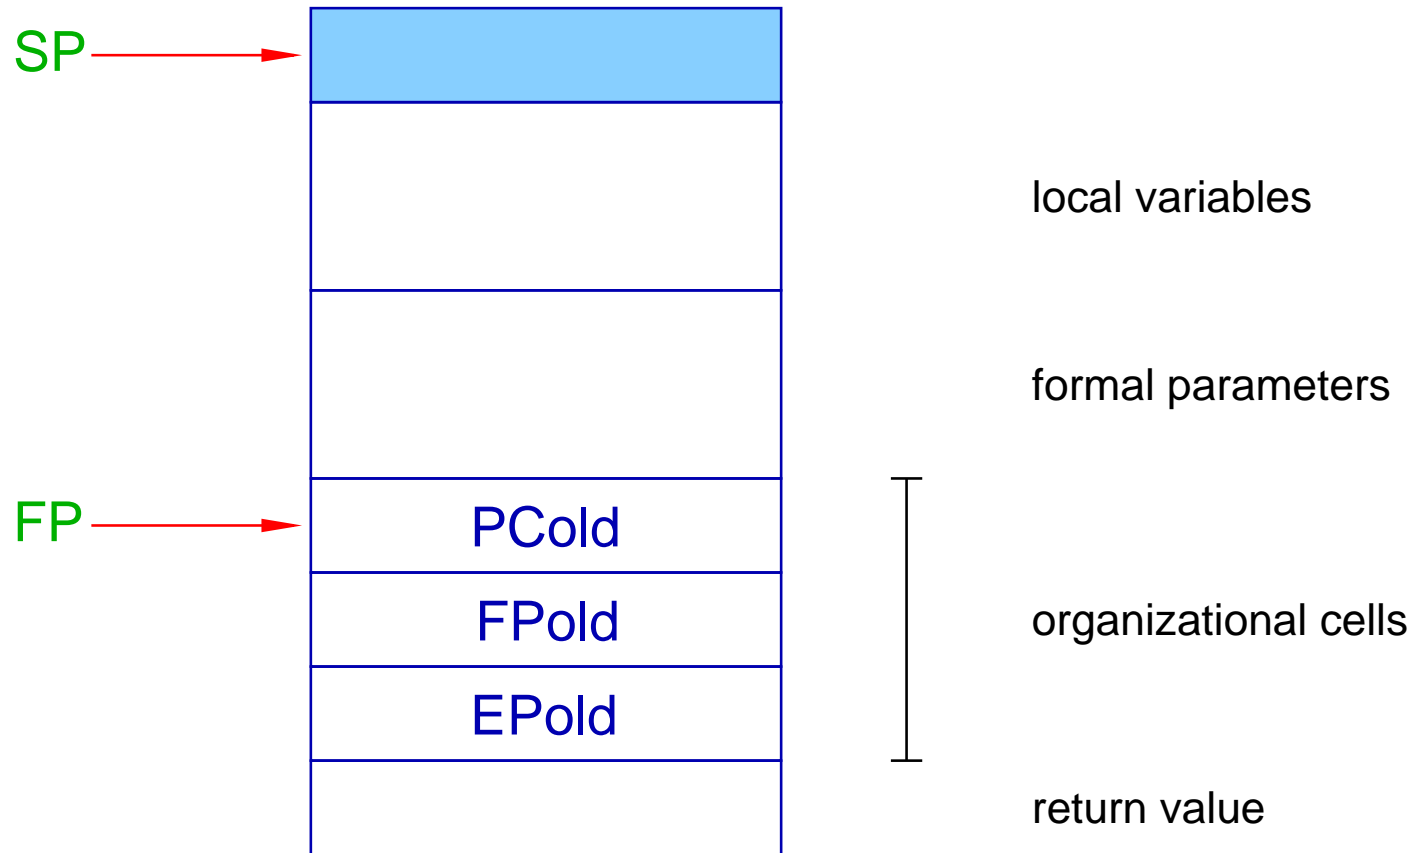 SP
local variables
formal parameters
FP
PCold
FPold
organizational cells
EPold
return value